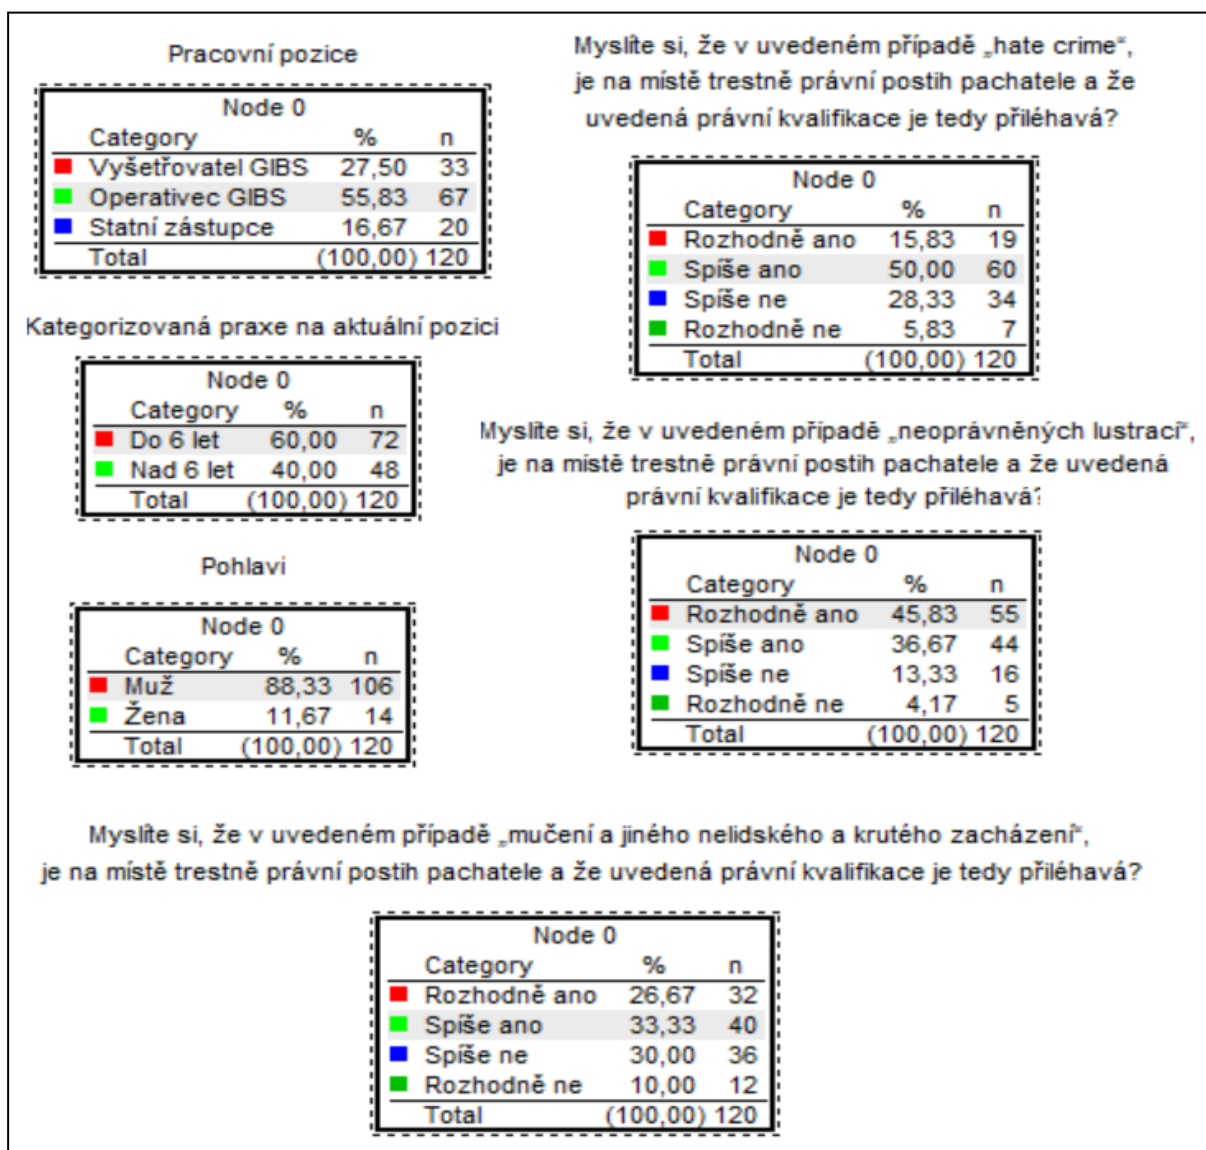 Pracovní pozice
Node 0
Category % n
Vyšetřovatel GIBS 27,50 33
Operativec GIBS 55,83 67
Statní zástupce 16,67 20
Total (100,00) 120
Kategorizovaná praxe na aktuální pozici
Node 0
Category % n
Do 6 let 60,00 72
Nad 6 let 40,00 48
Total (100,00) 120
Pohlavi
Node 0
Category % n
Muž 88,33 106
Žena 11,67 14
Total (100,00) 120
Myslíte si, že v uvedeném případě „hate crime“,
je na místě trestně právní postih pachatele a že
uvedená právní kvalifikace je tedy přiléhavá?
Node 0
Category % n
Rozhodně ano 15,83 19
Spíše ano 50,00 60
Spíše ne 28,33 34
Rozhodně ne 5,83 7
Total (100,00) 120
Myslíte si, že v uvedeném případě „neoprávněných lustrací“,
je na místě trestně právní postih pachatele a že uvedená
právní kvalifikace je tedy přiléhavá?
Node 0
Category % n
Rozhodně ano 45,83 55
Spíše ano 36,67 44
Spíše ne 13,33 16
Rozhodně ne 4,17 5
Total (100,00) 120
Myslíte si, že v uvedeném případě „mučení a jiného nelidského a krutého zacházení“,
je na místě trestně právní postih pachatele a že uvedená právní kvalifikace je tedy přiléhavá?
Node 0
Category % n
Rozhodně ano 26,67 32
Spíše ano 33,33 40
Spíše ne 30,00 36
Rozhodně ne 10,00 12
Total (100,00) 120